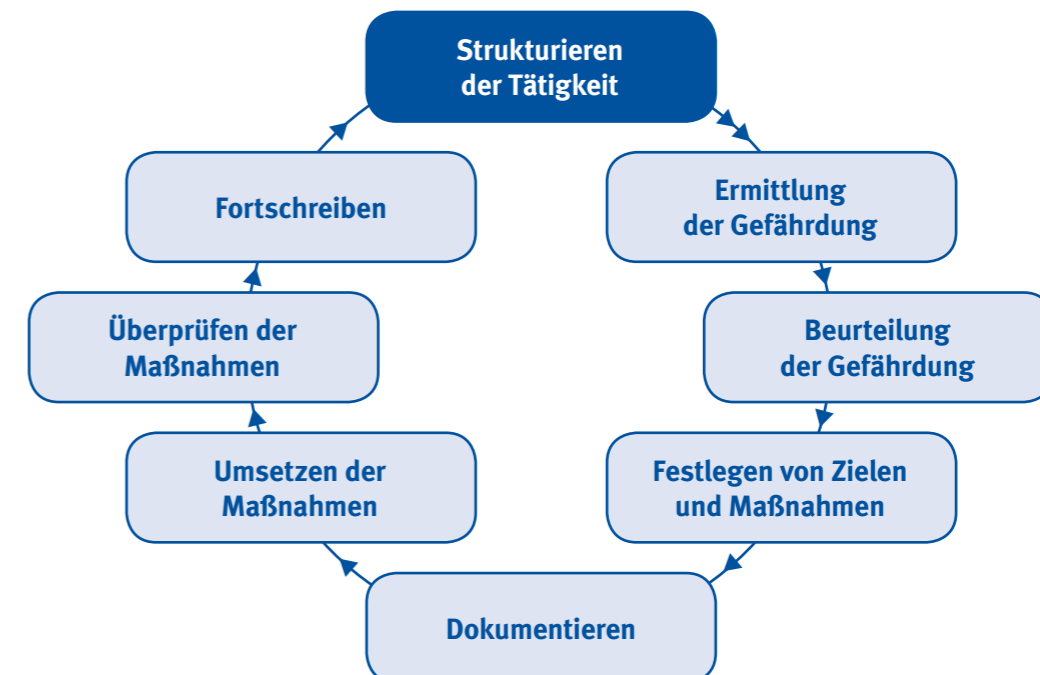 Strukturieren
der Tätigkeit
Ermittlung
der Gefährdung
Beurteilung
der Gefährdung
Festlegen von Zielen
und Maßnahmen
Dokumentieren
Umsetzen der
Maßnahmen
Überprüfen der
Maßnahmen
Fortschreiben